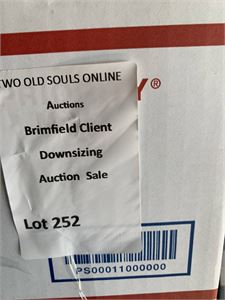 TWO OLD SOULS ONLINE
Auctions
Brimfield Client
Downsizing
Auction Sale
Lot 252
Y®
PS00011000000